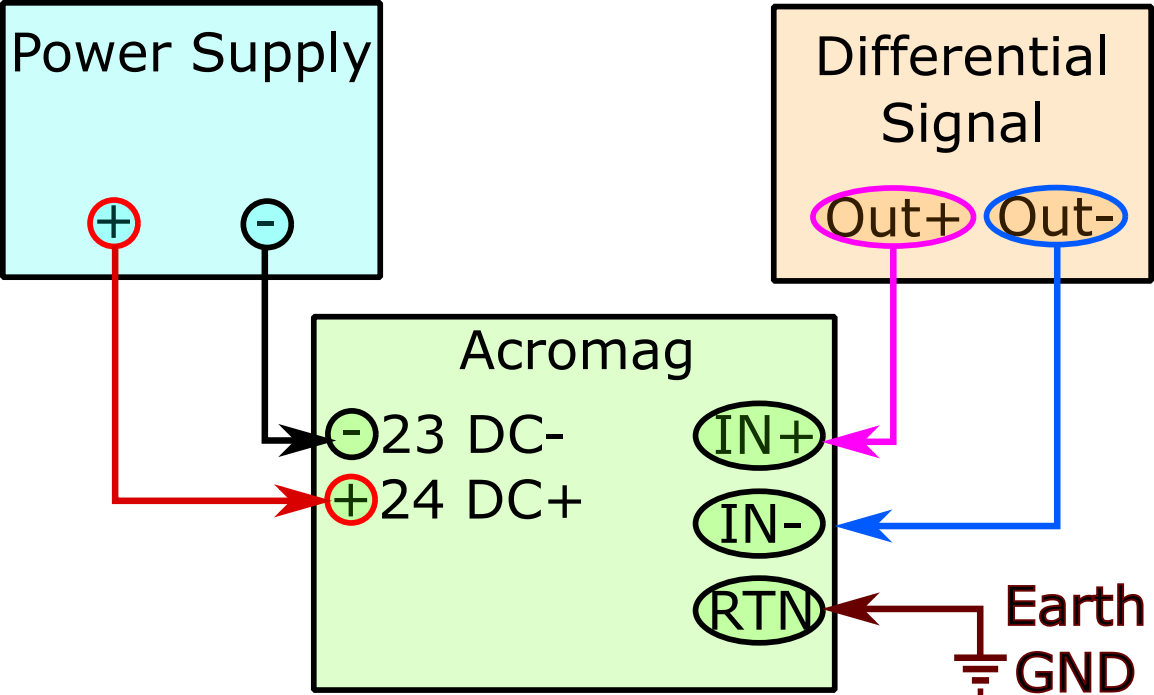 Power Supply
+ -
Differential
Signal
Out+ Out-
Acromag
- 23 DC-
+ 24 DC+
IN+
IN-
RTN
Earth
GND